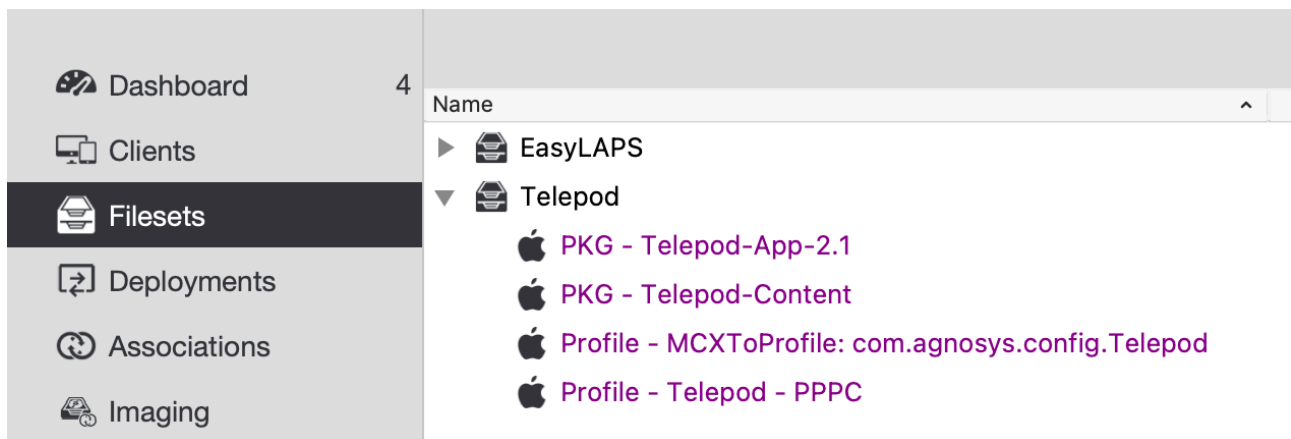 Dashboard 4
Clients
Filesets
Deployments
Associations
Imaging
Name
EasyLAPS
Telepod
PKG - Telepod-App-2.1
PKG - Telepod-Content
Profile - MCXToProfile: com.agnosys.config.Telepod
Profile - Telepod - PPPC